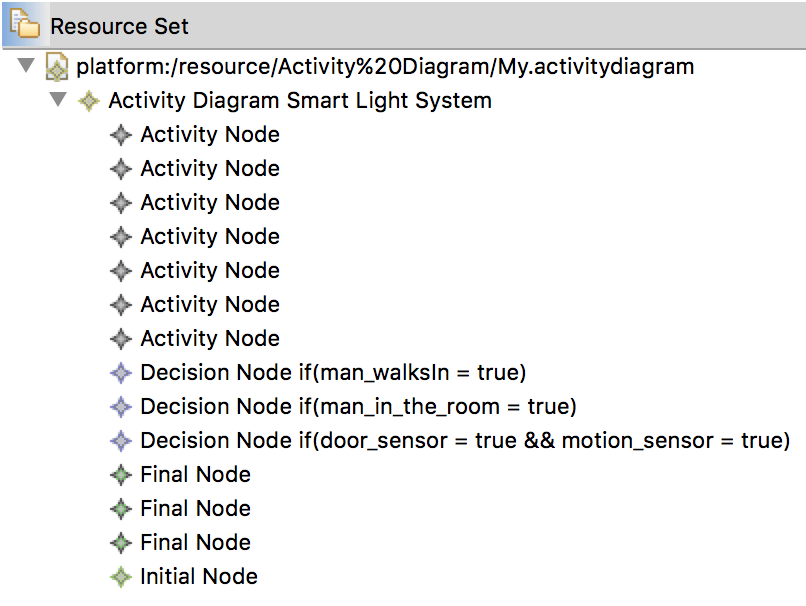 Resource Set
platform:/resource/Activity%20Diagram/My.activitydiagram
Activity Diagram Smart Light System
Activity Node
Activity Node
Activity Node
Activity Node
Activity Node
Activity Node
Activity Node
Decision Node if(man_walksIn = true)
Decision Node if(man_in_the_room = true)
Decision Node if(door_sensor = true && motion_sensor = true)
Final Node
Final Node
Final Node
Initial Node